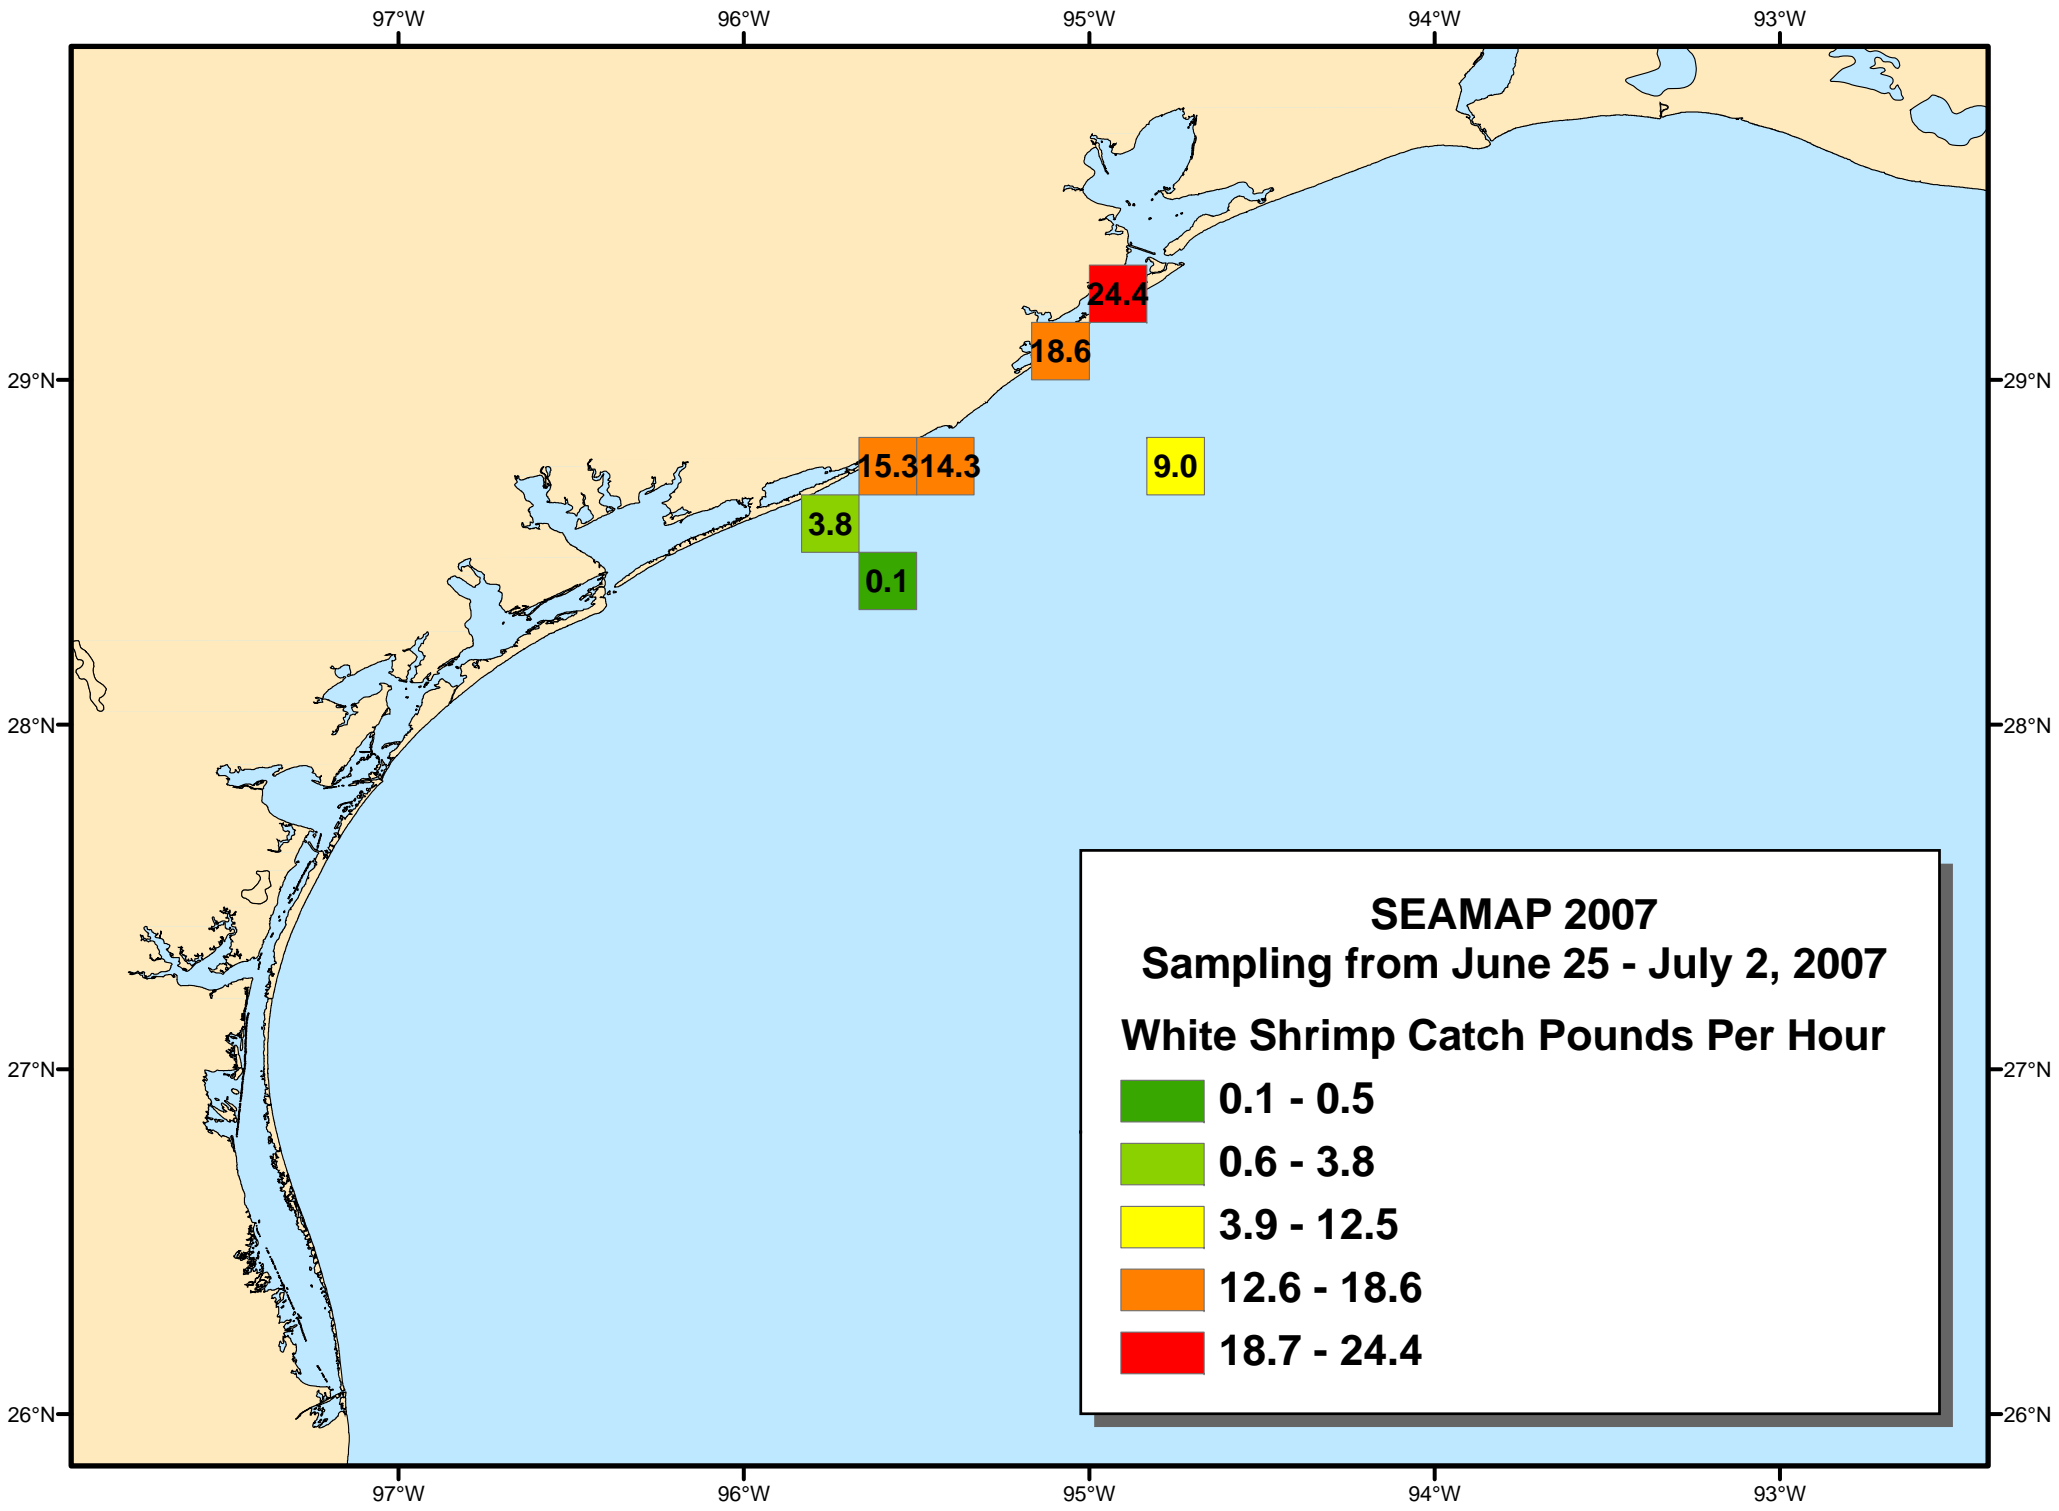 97°W 96°W 95°W 94°W 93°W
24.4
18.6
29°N 29°N
15.3 14.3 9.0
3.8
0.1
28°N 28°N
SEAMAP 2007
Sampling from June 25 - July 2, 2007
White Shrimp Catch Pounds Per Hour
27°N 27°N
0.1 - 0.5
0.6 - 3.8
3.9 - 12.5
12.6 - 18.6
18.7 - 24.4
26°N 26°N
97°W 96°W 95°W 94°W 93°W